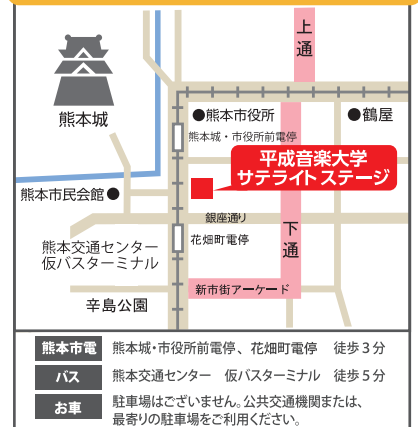 上通
熊本城
●熊本市役所
●鶴屋
熊本城・市役所前電停
平成音楽大学
サテライト ステージ
熊本市民会館●
銀座通り
下通
花畑町電停
熊本交通センター
仮バスターミナル
新市街アーケード
辛島公園
熊本市電 熊本城・市役所前電停、花畑町電停 徒歩３分
バス 熊本交通センター 仮バスターミナル 徒歩５分
お車 駐車場はございません。公共交通機関または、
最寄りの駐車場をご利用ください。